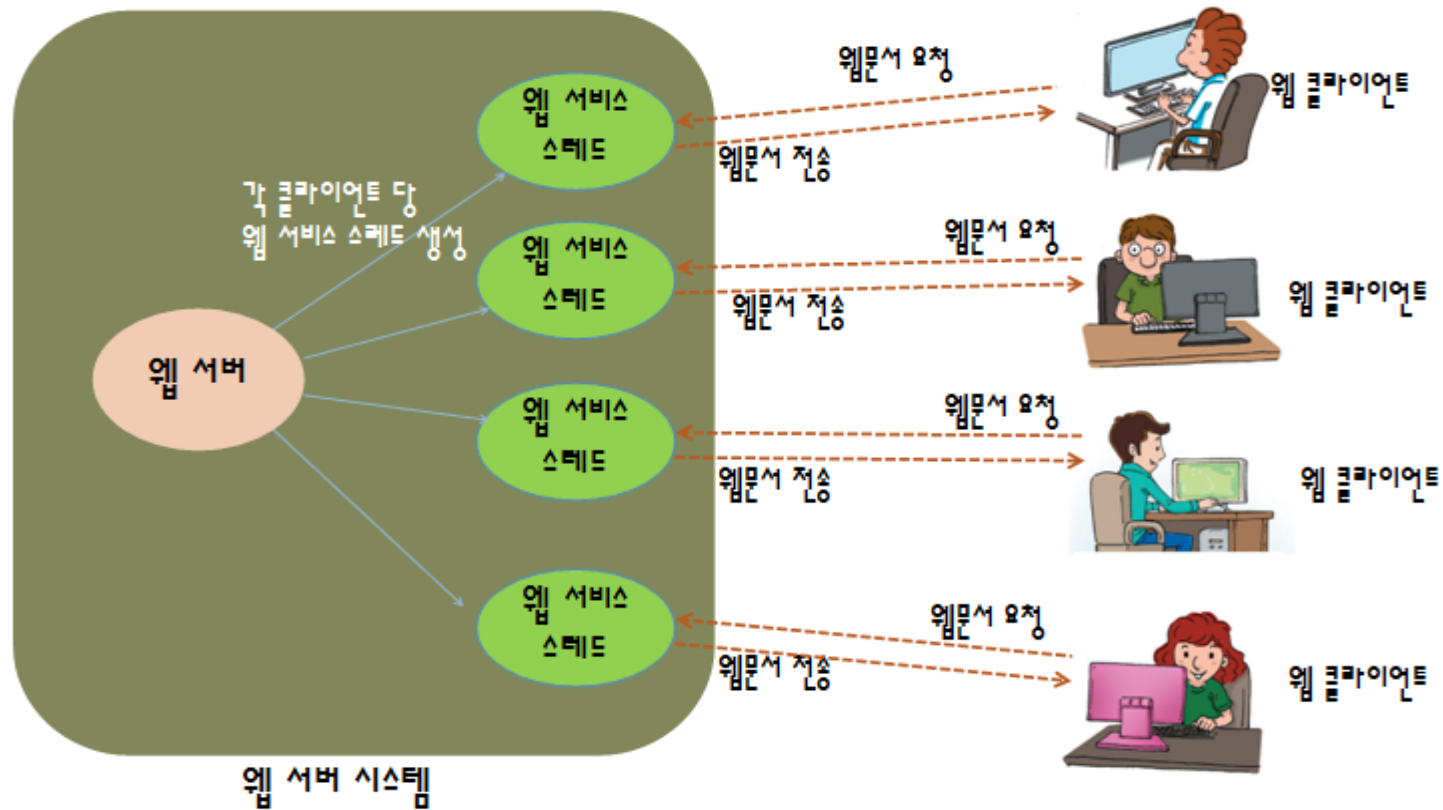 웹 서비스
스레드
웹문서 요청
웹문서 전송
웹 클라이언트
각 클라이언트 당
웹 서비스 스레드 생성
웹 서비스
스레드
웹문서 요청
웹문서 전송
웹 클라이언트
웹 서버
웹 서비스
스레드
웹문서 요청
웹문서 전송
웹 클라이언트
웹 서비스
스레드
웹문서 요청
웹문서 전송
웹 클라이언트
웹 서버 시스템